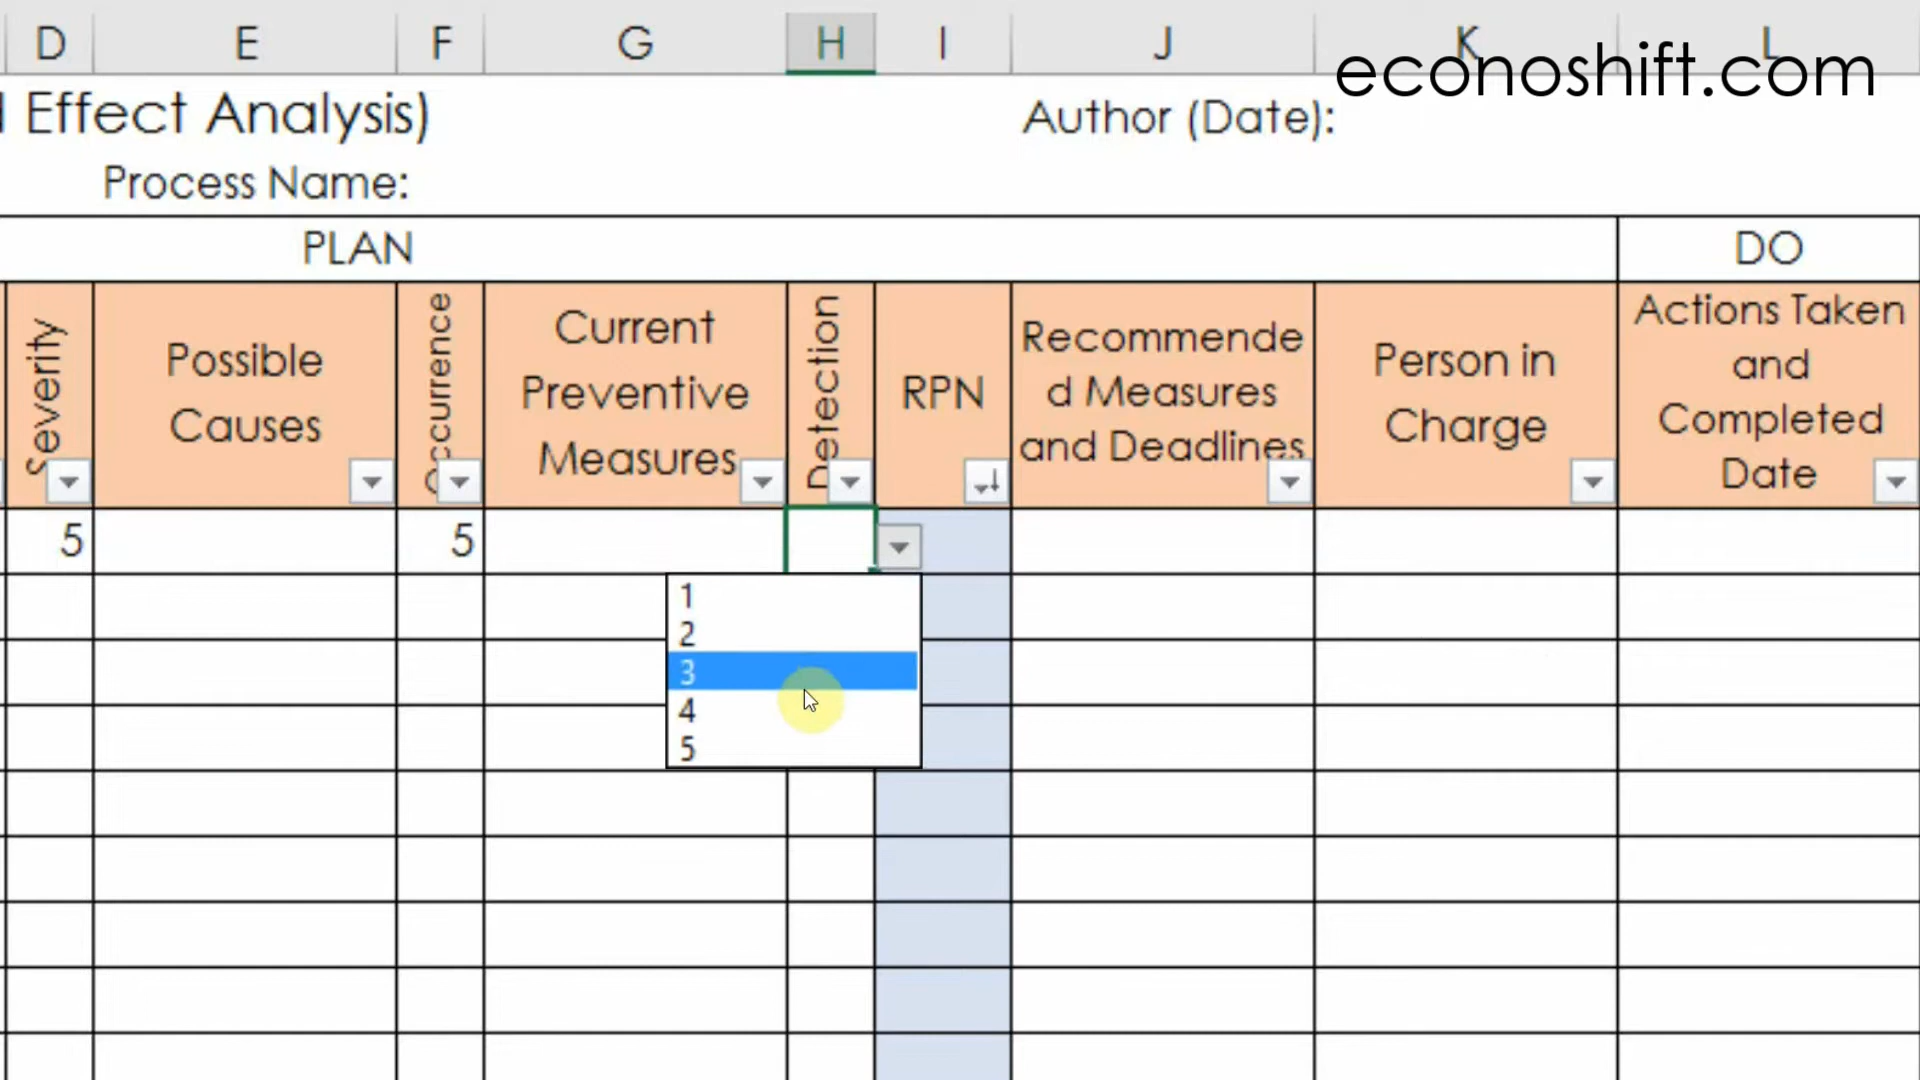 D E F G H I J K L
econoshift.com
Effect Analysis)
Author (Date):
Process Name:
PLAN
DO
Severity
Possible
Causes
Occurrence
Current
Preventive
Measures
Detection
RPN
Recommende
d Measures
and Deadlines
Person in
Charge
Actions Taken
and
Completed
Date
5
5
1
2
3
4
5